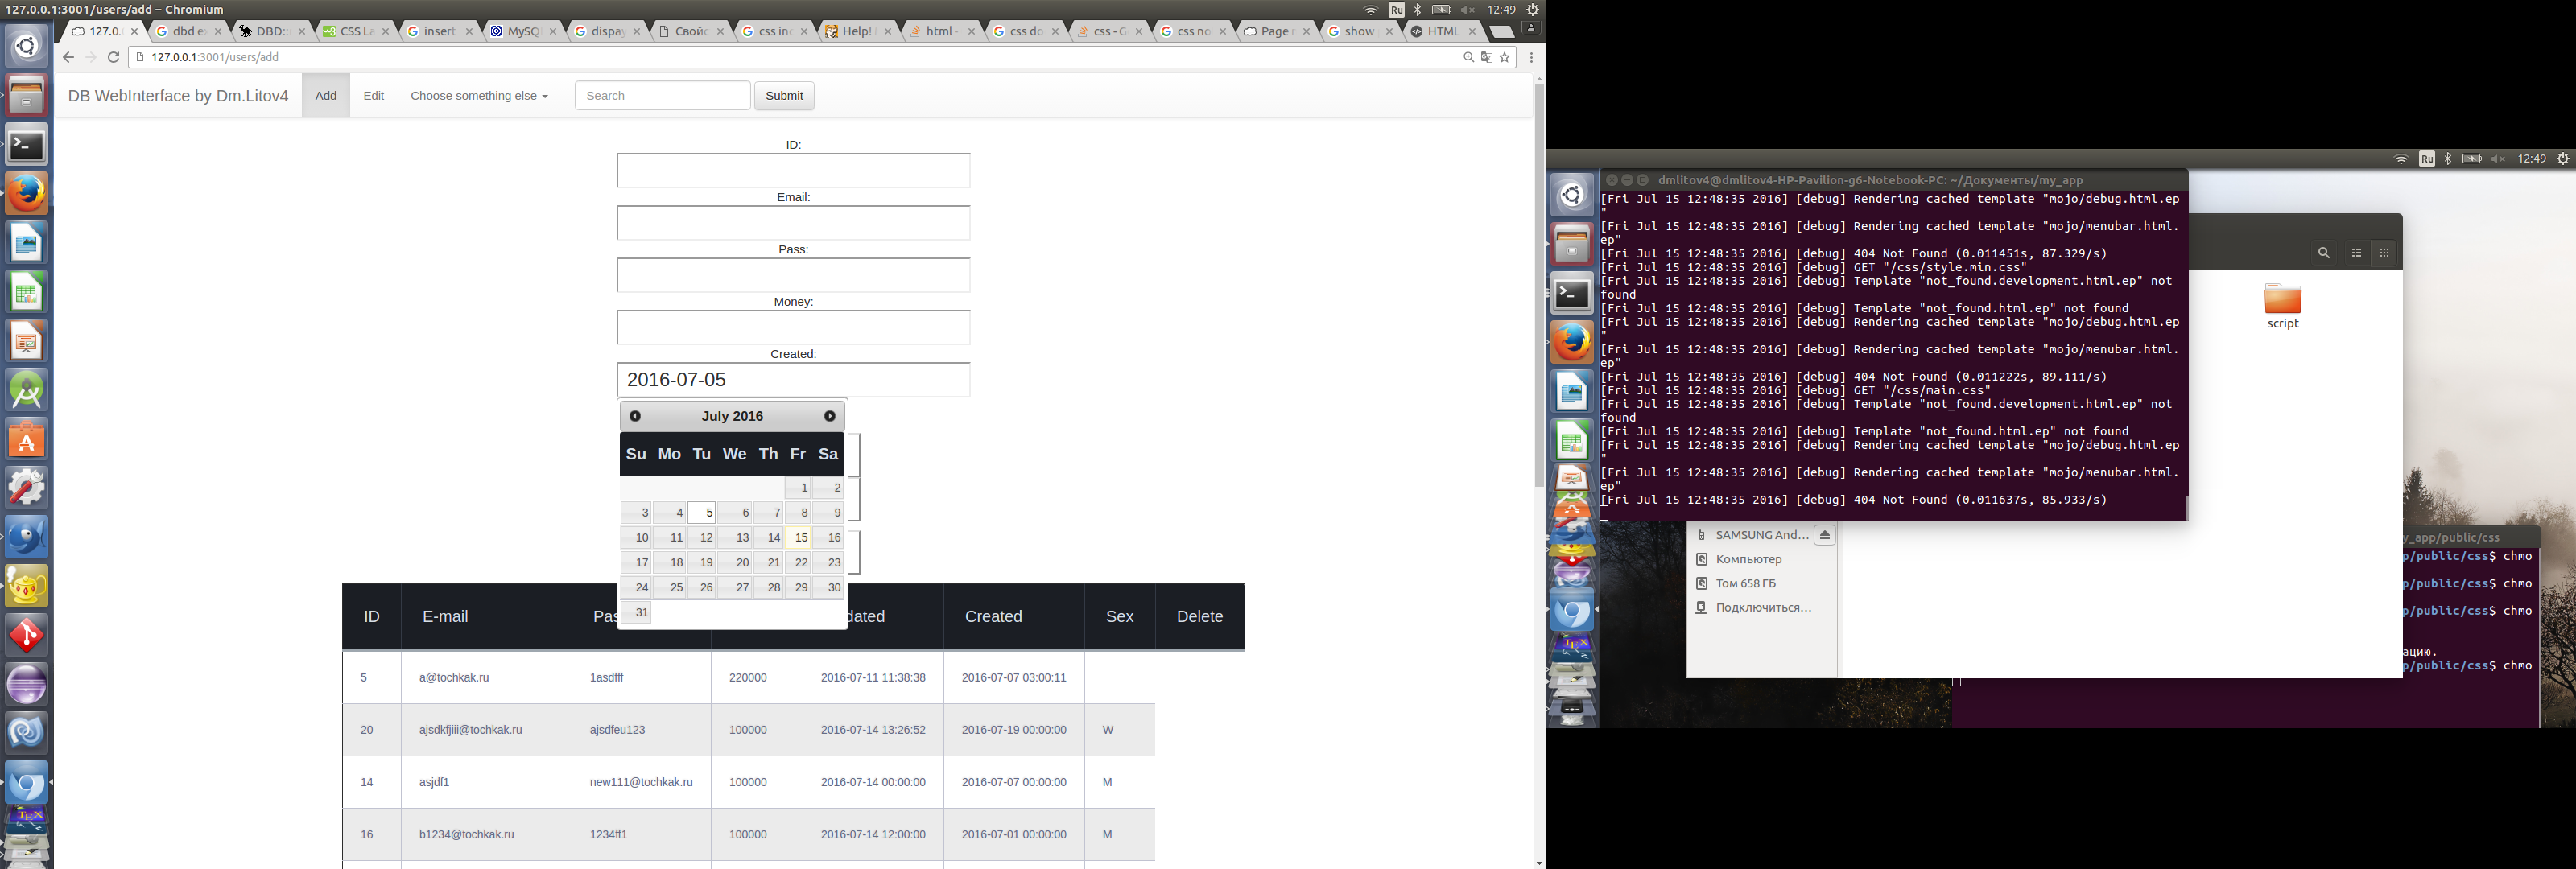 127.0.0.1:3001/users/add – Chromium
Ru
12:49
127.0.
dbd e
DBD::
CSS La
insert
MySQ
dispay
Свойс
css inc
Help!
html -
css do
css - G
css no
Page n
show
HTML
127.0.0.1:3001/users/add
DB WebInterface by Dm.Litov4
Add
Edit
Choose something else
Search
Submit
ID:
Email:
Pass:
Money:
Created:
2016-07-05
July 2016
Su Mo Tu We Th Fr Sa
1 2
3 4 5 6 7 8 9
10 11 12 13 14 15 16
17 18 19 20 21 22 23
24 25 26 27 28 29 30
31
ID E-mail Pas dated Created Sex Delete
5 a@tochkak.ru 1asdfff 220000 2016-07-11 11:38:38 2016-07-07 03:00:11
20 ajsdkfjiii@tochkak.ru ajsdfeu123 100000 2016-07-14 13:26:52 2016-07-19 00:00:00 W
14 asjdf1 new111@tochkak.ru 100000 2016-07-14 00:00:00 2016-07-07 00:00:00 M
16 b1234@tochkak.ru 1234ff1 100000 2016-07-14 12:00:00 2016-07-01 00:00:00 M
Ru
12:49
dmlitov4@dmlitov4-HP-Pavilion-g6-Notebook-PC: ~/Документы/my_app
[Fri Jul 15 12:48:35 2016] [debug] Rendering cached template "mojo/debug.html.ep
"
[Fri Jul 15 12:48:35 2016] [debug] Rendering cached template "mojo/menubar.html.
ep"
[Fri Jul 15 12:48:35 2016] [debug] 404 Not Found (0.011451s, 87.329/s)
[Fri Jul 15 12:48:35 2016] [debug] GET "/css/style.min.css"
[Fri Jul 15 12:48:35 2016] [debug] Template "not_found.development.html.ep" not
found
[Fri Jul 15 12:48:35 2016] [debug] Template "not_found.html.ep" not found
[Fri Jul 15 12:48:35 2016] [debug] Rendering cached template "mojo/debug.html.ep
"
[Fri Jul 15 12:48:35 2016] [debug] Rendering cached template "mojo/menubar.html.
ep"
[Fri Jul 15 12:48:35 2016] [debug] 404 Not Found (0.011222s, 89.111/s)
[Fri Jul 15 12:48:35 2016] [debug] GET "/css/main.css"
[Fri Jul 15 12:48:35 2016] [debug] Template "not_found.development.html.ep" not
found
[Fri Jul 15 12:48:35 2016] [debug] Template "not_found.html.ep" not found
[Fri Jul 15 12:48:35 2016] [debug] Rendering cached template "mojo/debug.html.ep
"
[Fri Jul 15 12:48:35 2016] [debug] Rendering cached template "mojo/menubar.html.
ep"
[Fri Jul 15 12:48:35 2016] [debug] 404 Not Found (0.011637s, 85.933/s)
script
SAMSUNG And...
Компьютер
Том 658 ГБ
Подключиться...
y_app/public/css
p/public/css$ chmo
p/public/css$ chmo
p/public/css$ chmo
ацию.
p/public/css$ chmo